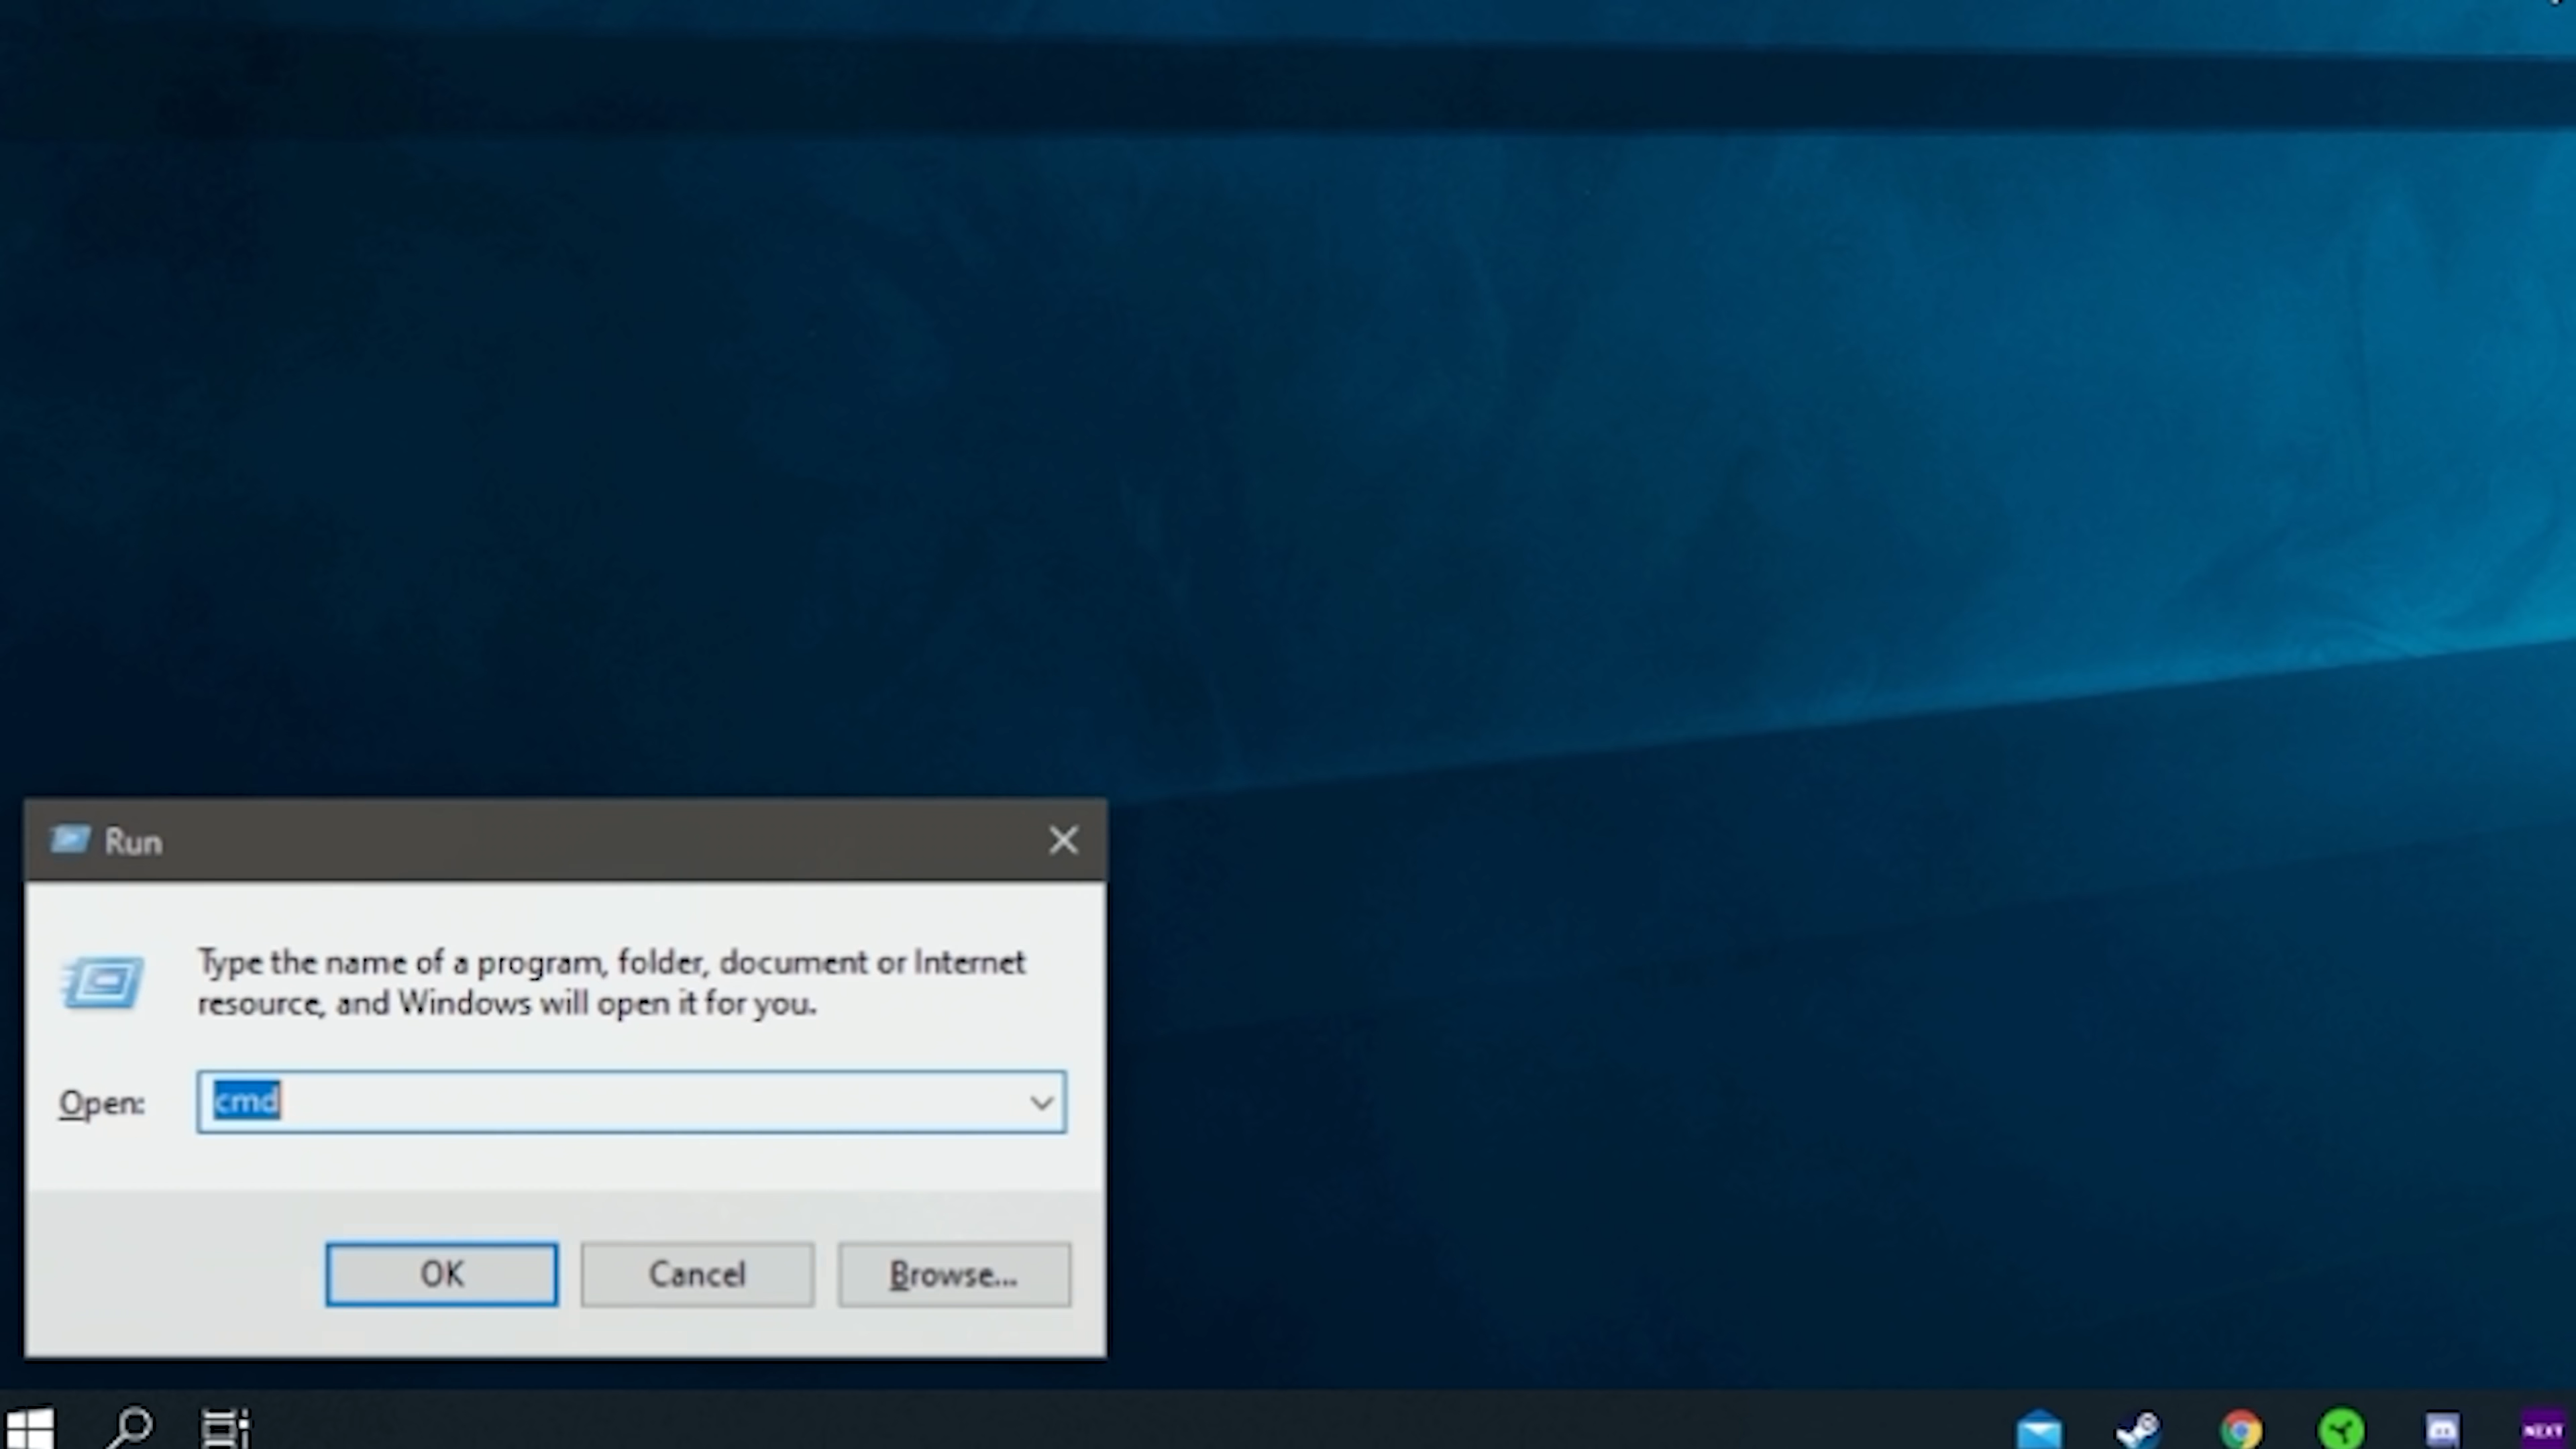 Run
Type the name of a program, folder, document or Internet
resource, and Windows will open it for you.
Open:
cmd
OK
Cancel
Browse...
NEXT